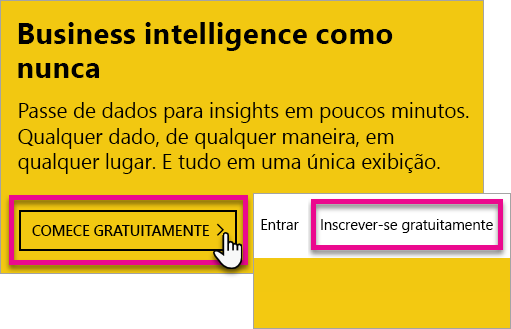 Business intelligence como
nunca
Passe de dados para insights em poucos minutos.
Qualquer dado, de qualquer maneira, em
qualquer lugar. E tudo em uma única exibição.
COMECE GRATUITAMENTE >
Entrar
Inscrever-se gratuitamente